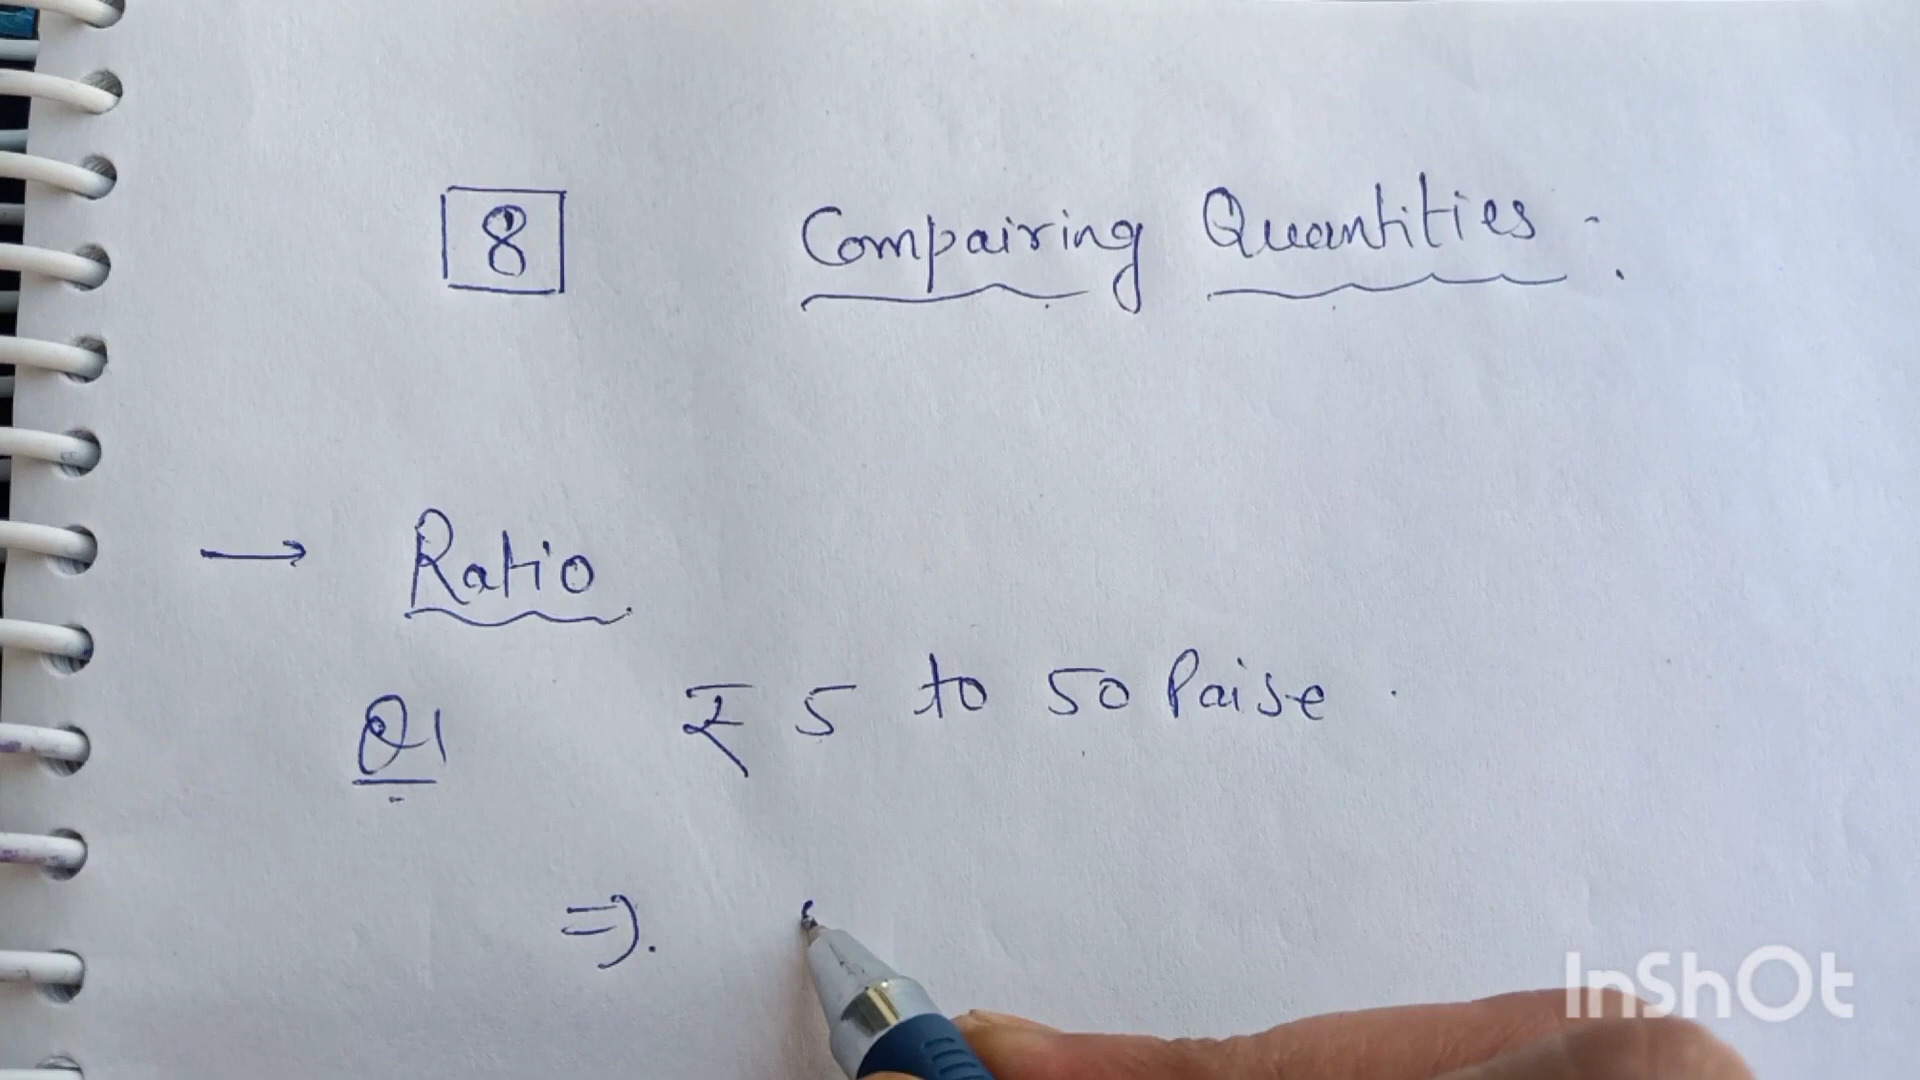 8 Compairing Quantities.
→ Ratio
Q1 ₹ 5 to 50 Paise.
⇒.
InShOt